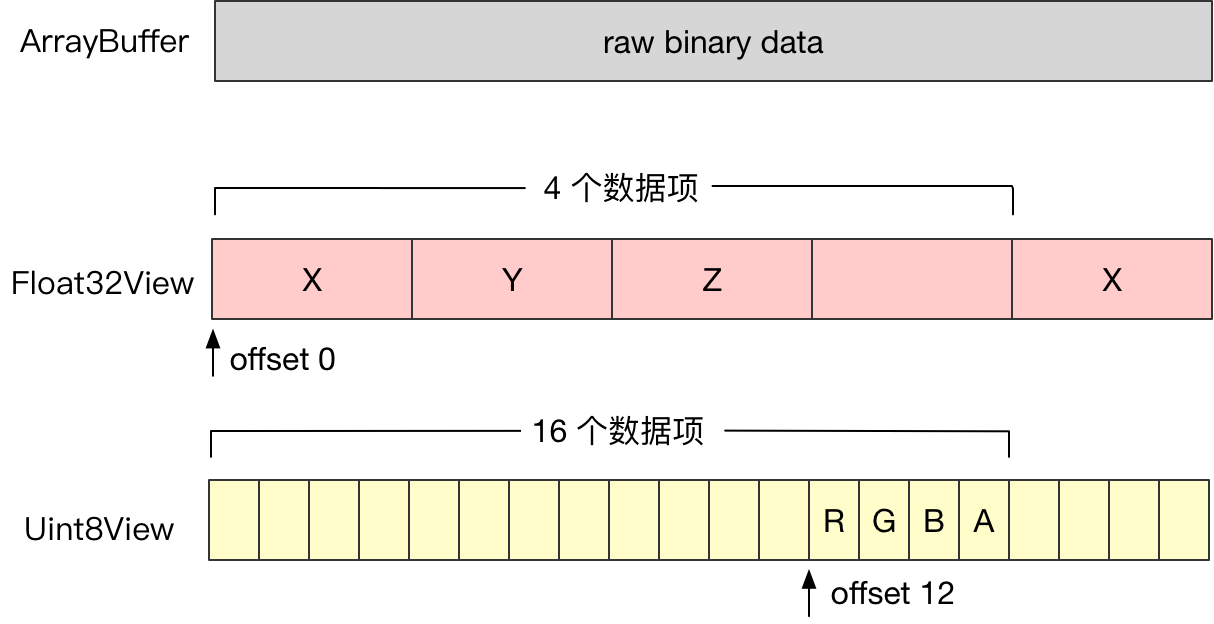 ArrayBuffer
raw binary data
4 个数据项
Float32View
X
Y
Z
X
offset 0
16 个数据项
Uint8View
R
G
B
A
offset 12